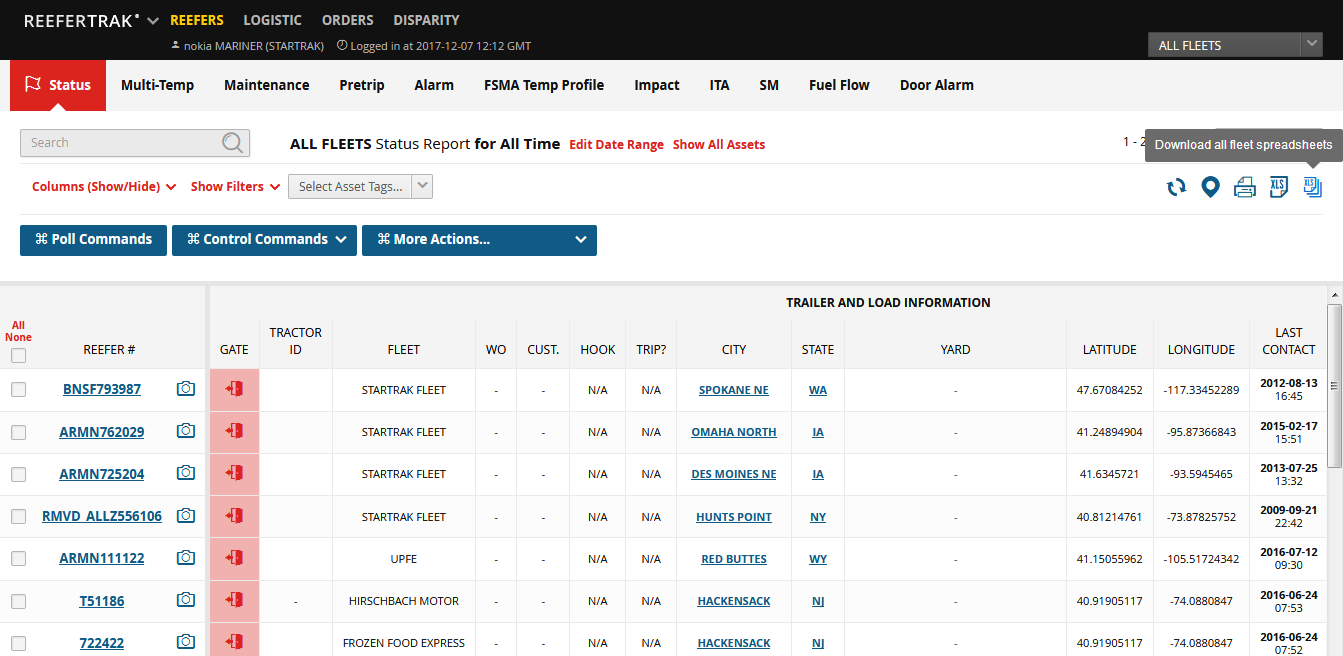 REEFERTRAK REEFERS LOGISTIC ORDERS DISPARITY
nokia MARINER (STARTRAK) Logged in at 2017-12-07 12:12 GMT
ALL FLEETS
Status Multi-Temp Maintenance Pretrip Alarm FSMA Temp Profile Impact ITA SM Fuel Flow Door Alarm
Search
ALL FLEETS Status Report for All Time Edit Date Range Show All Assets
1 - 2
Download all fleet spreadsheets
Columns (Show/Hide) Show Filters Select Asset Tags... XLS XLS
⌘ Poll Commands ⌘ Control Commands ⌘ More Actions...
TRAILER AND LOAD INFORMATION
All
None
REEFER # GATE TRACTOR ID FLEET WO CUST. HOOK TRIP? CITY STATE YARD LATITUDE LONGITUDE LAST CONTACT
BNSF793987 STARTRAK FLEET - - N/A N/A SPOKANE NE WA - 47.67084252 -117.33452289 2012-08-13 16:45
ARMN762029 STARTRAK FLEET - - N/A N/A OMAHA NORTH IA - 41.24894904 -95.87366843 2015-02-17 15:51
ARMN725204 STARTRAK FLEET - - N/A N/A DES MOINES NE IA - 41.6345721 -93.5945465 2013-07-25 13:32
RMVD_ALLZ556106 STARTRAK FLEET - - N/A N/A HUNTS POINT NY - 40.81214761 -73.87825752 2009-09-21 22:42
ARMN111122 UPFE - - N/A N/A RED BUTTES WY - 41.15055962 -105.51724342 2016-07-12 09:30
T51186 - HIRSCHBACH MOTOR - - N/A N/A HACKENSACK NJ - 40.91905117 -74.0880847 2016-06-24 07:53
722422 FROZEN FOOD EXPRESS - - N/A N/A HACKENSACK NJ - 40.91905117 -74.0880847 2016-06-24 07:52